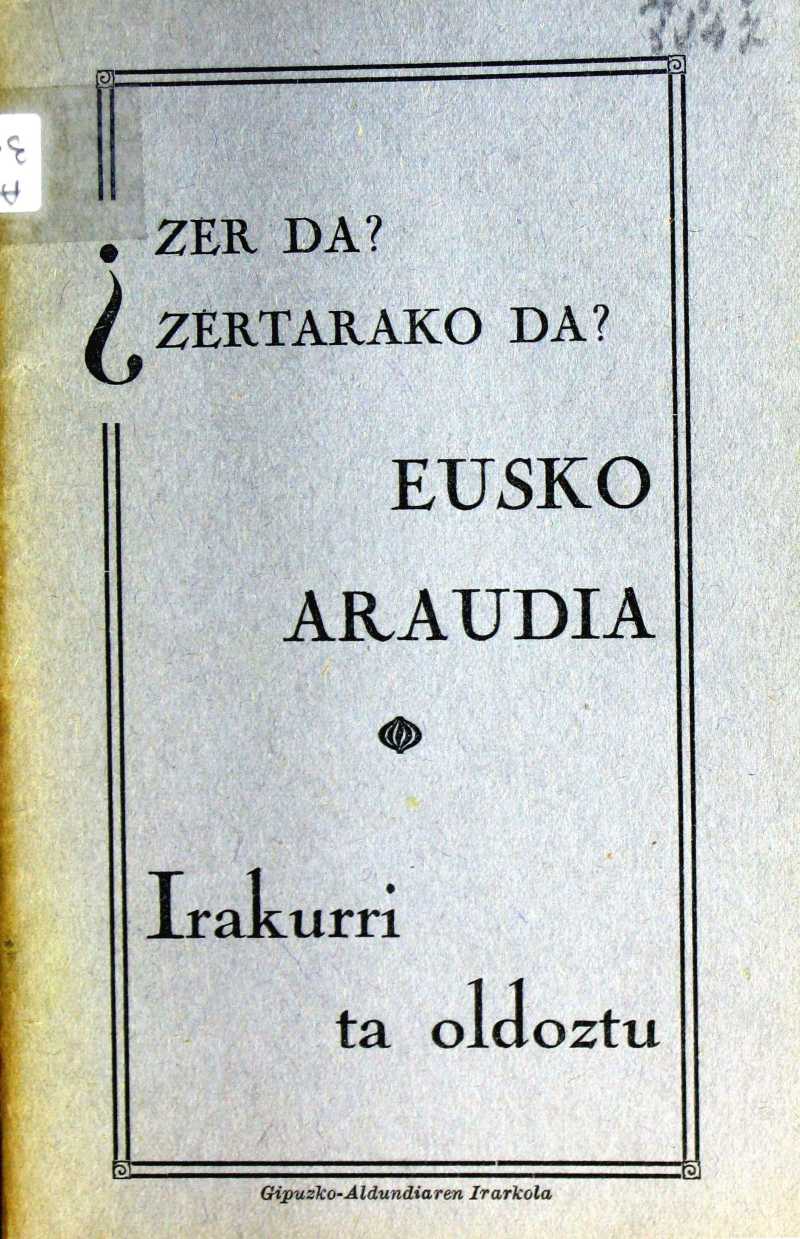 ¿ ZER DA?
ZERTARAKO DA?
EUSKO
ARAUDIA
Irakurri
ta oldoztu
Gipuzko-Aldundiaren Irarkola